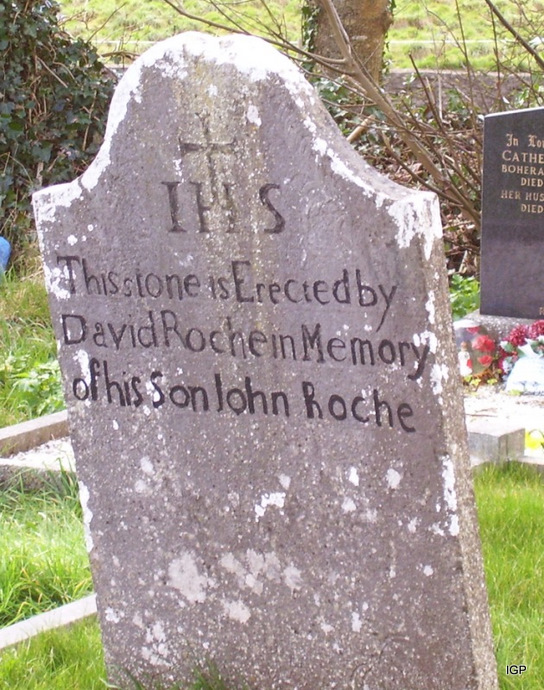 IHS
This stone is Erected by
David Roche in Memory
of his Son John Roche
In Lo
CATHE
BOHERA
DIED
HER HUS
DIED
IGP